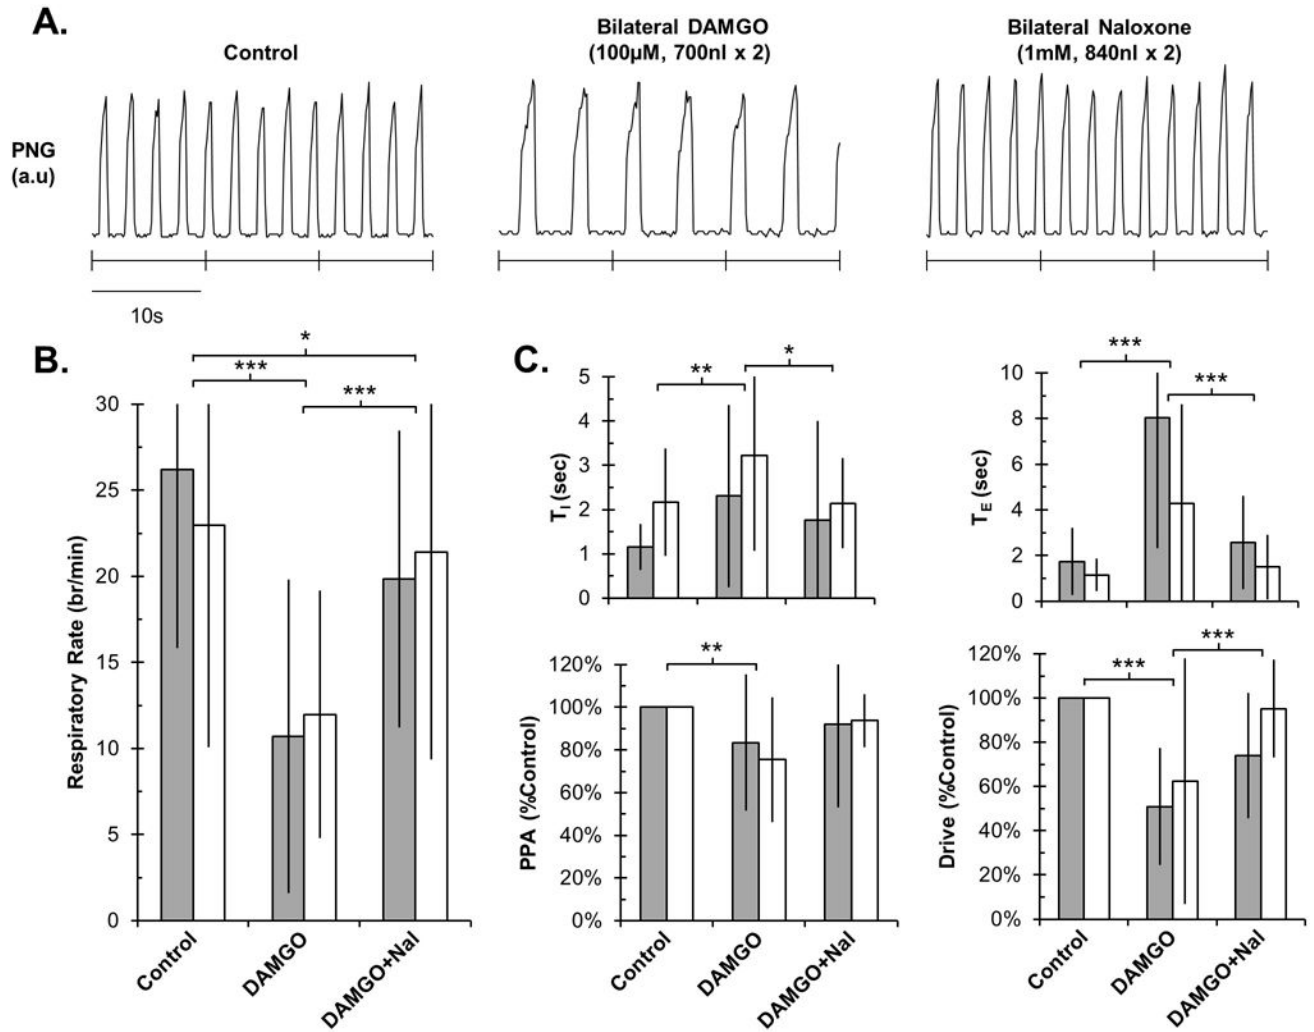 A.
Control
Bilateral DAMGO
(100µM, 700nl x 2)
Bilateral Naloxone
(1mM, 840nl x 2)
PNG
(a.u)
10s
B.
*
***
***
30
25
20
15
10
5
0
Respiratory Rate (br/min)
Control
DAMGO
DAMGO+Nal
C.
**
*
5
4
3
2
1
0
TI (sec)
***
***
10
8
6
4
2
0
TE (sec)
**
120%
100%
80%
60%
40%
20%
0%
PPA (%Control)
Control
DAMGO
DAMGO+Nal
***
***
120%
100%
80%
60%
40%
20%
0%
Drive (%Control)
Control
DAMGO
DAMGO+Nal